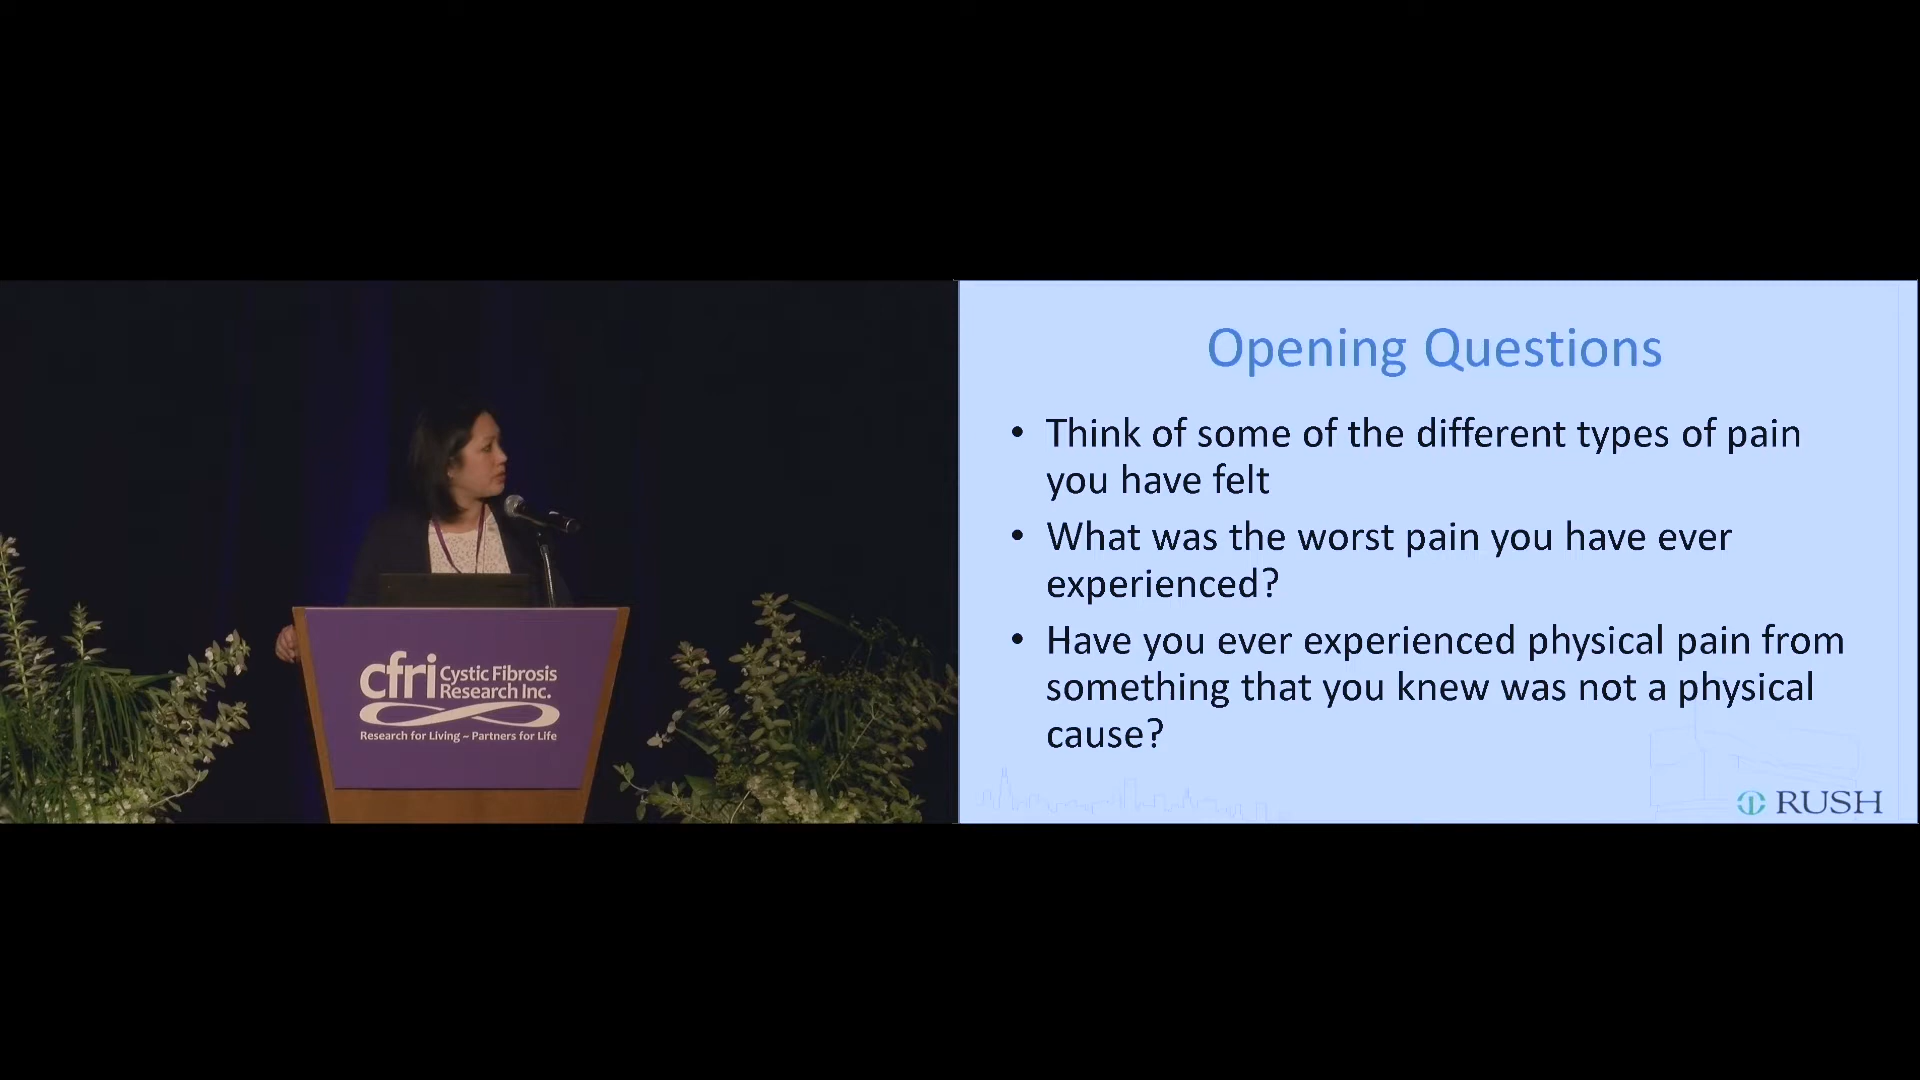 cfri Cystic Fibrosis
Research Inc.
Research for Living ~ Partners for Life
Opening Questions
• Think of some of the different types of pain
you have felt
• What was the worst pain you have ever
experienced?
• Have you ever experienced physical pain from
something that you knew was not a physical
cause?
RUSH